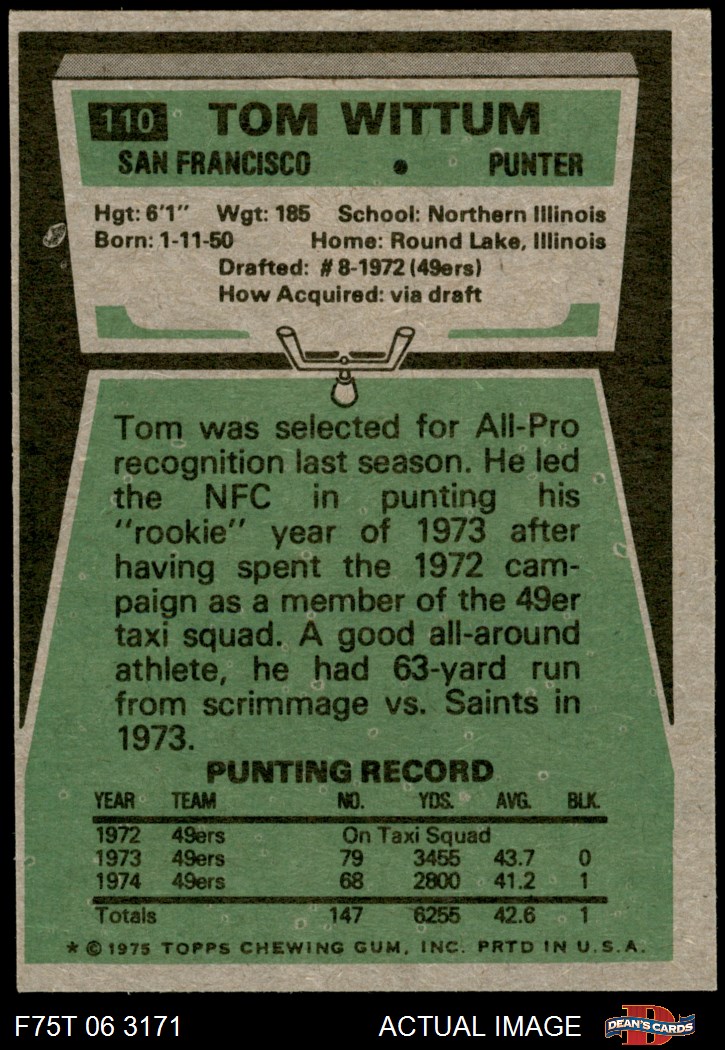 110 TOM WITTUM
SAN FRANCISCO • PUNTER
Hgt: 6'1" Wgt: 185 School: Northern Illinois
Born: 1-11-50 Home: Round Lake, Illinois
Drafted: #8-1972 (49ers)
How Acquired: via draft
Tom was selected for All-Pro
recognition last season. He led
the NFC in punting his
"rookie" year of 1973 after
having spent the 1972 cam-
paign as a member of the 49er
taxi squad. A good all-around
athlete, he had 63-yard run
from scrimmage vs. Saints in
1973.
PUNTING RECORD
YEAR TEAM NO. YDS. AVG. BLK.
1972 49ers On Taxi Squad
1973 49ers 79 3455 43.7 0
1974 49ers 68 2800 41.2 1
Totals 147 6255 42.6 1
* © 1975 TOPPS CHEWING GUM, INC. PRTD IN U.S.A.
F75T 06 3171 ACTUAL IMAGE D DEAN'S CARDS